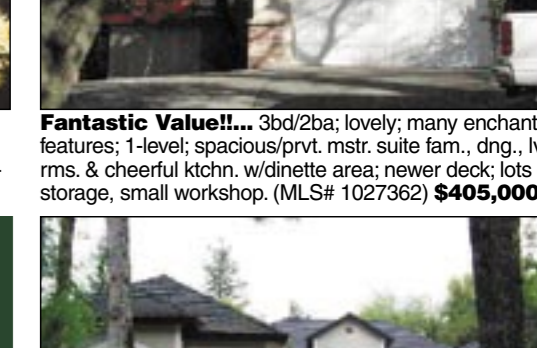 Fantastic Value!!... 3bd/2ba; lovely; many enchant
features; 1-level; spacious/prvt. mstr. suite fam., dng., lv
rms. & cheerful ktchn. w/dinette area; newer deck; lots
storage, small workshop. (MLS# 1027362) $405,000